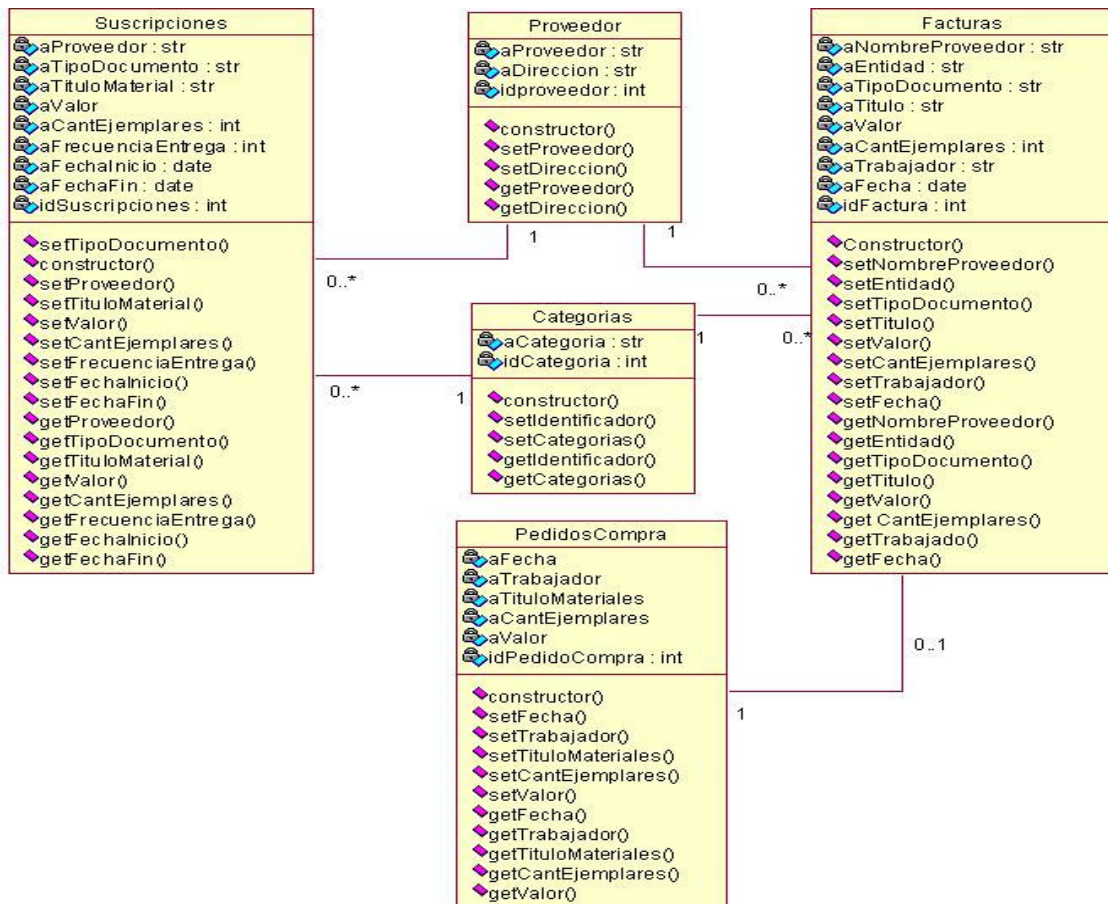 Suscripciones
aProveedor : str
aTipoDocumento : str
aTituloMaterial : str
aValor
aCantEjemplares : int
aFrecuenciaEntrega : int
aFechaInicio : date
aFechaFin : date
idSuscripciones : int
setTipoDocumento()
constructor()
setProveedor()
setTituloMaterial()
setValor()
setCantEjemplares()
setFrecuenciaEntrega()
setFechaInicio()
setFechaFin()
getProveedor()
getTipoDocumento()
getTituloMaterial()
getValor()
getCantEjemplares()
getFrecuenciaEntrega()
getFechaInicio()
getFechaFin()
Proveedor
aProveedor : str
aDireccion : str
idproveedor : int
constructor()
setProveedor()
setDireccion()
getProveedor()
getDireccion()
1
1
0..*
0..*
Categorias
aCategoria : str
idCategoria : int
constructor()
setIdentificador()
setCategorias()
getIdentificador()
getCategorias()
1
0..*
0..*
1
Facturas
aNombreProveedor : str
aEntidad : str
aTipoDocumento : str
aTitulo : str
aValor
aCantEjemplares : int
aTrabajador : str
aFecha : date
idFactura : int
Constructor()
setNombreProveedor()
setEntidad()
setTipoDocumento()
setTitulo()
setValor()
setCantEjemplares()
setTrabajador()
setFecha()
getNombreProveedor()
getEntidad()
getTipoDocumento()
getTitulo()
getValor()
get CantEjemplares()
getTrabajado()
getFecha()
PedidosCompra
aFecha
aTrabajador
aTituloMateriales
aCantEjemplares
aValor
idPedidoCompra : int
constructor()
setFecha()
setTrabajador()
setTituloMateriales()
setCantEjemplares()
setValor()
getFecha()
getTrabajador()
getTituloMateriales()
getCantEjemplares()
getValor()
0..1
1